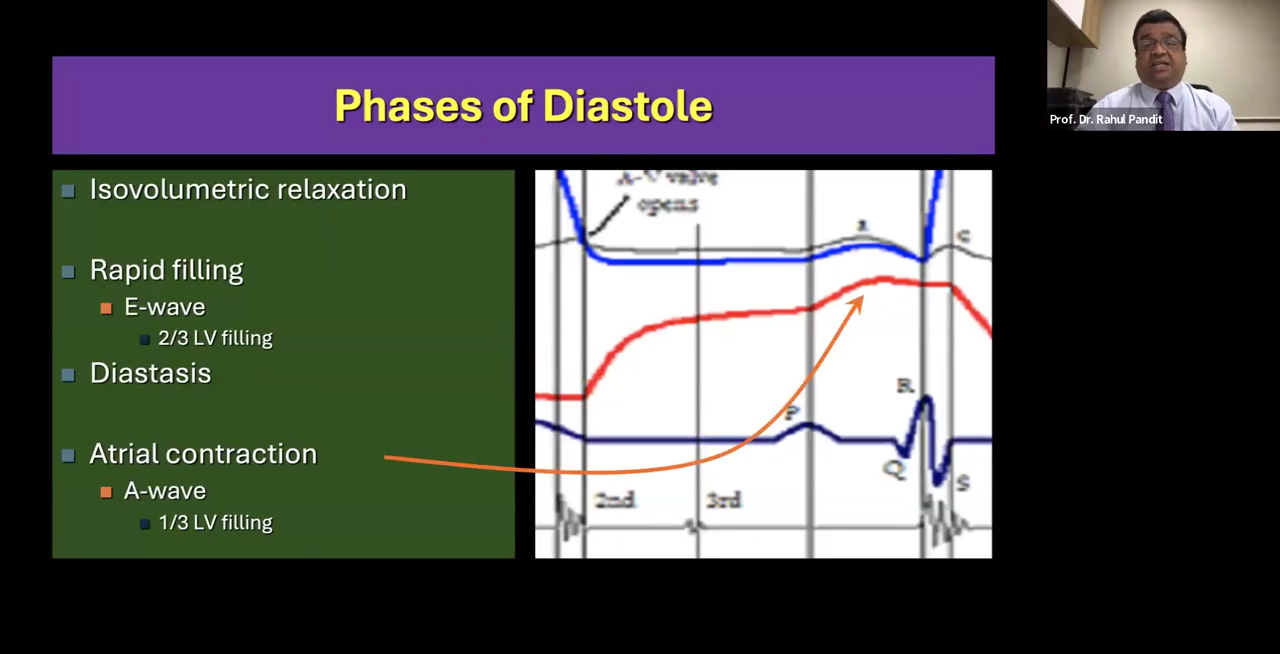 Phases of Diastole
Prof. Dr. Rahul Pandit
Isovolumetric relaxation
Rapid filling
E-wave
2/3 LV filling
Diastasis
Atrial contraction
A-wave
1/3 LV filling
A-V valve
opens
a
c
R
P
Q
S
2nd
3rd